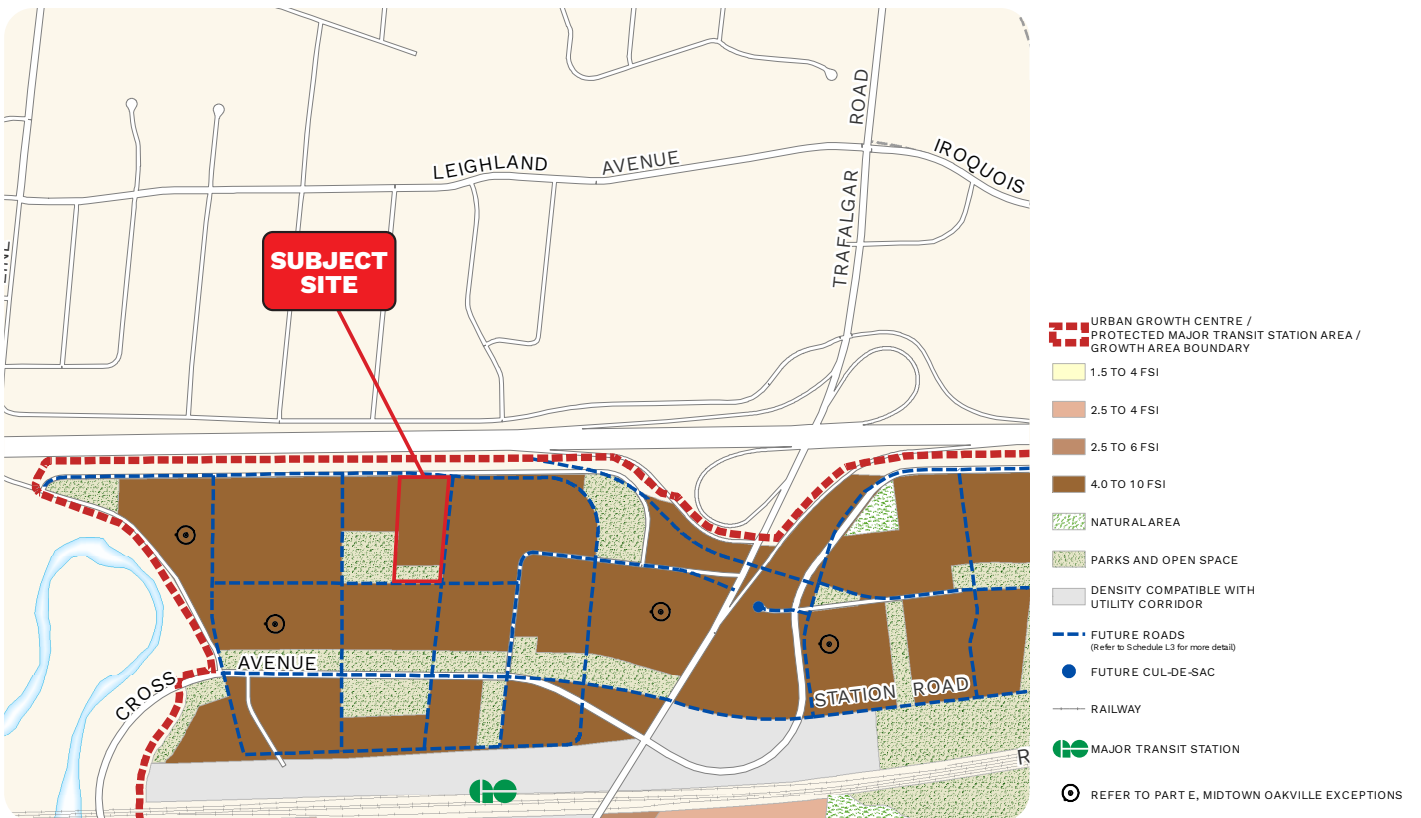 ROAD
LEIGHLAND AVENUE
IROQUOIS
TRAFALGAR
SUBJECT
SITE
CROSS
AVENUE
STATION ROAD
GO
R
URBAN GROWTH CENTRE /
PROTECTED MAJOR TRANSIT STATION AREA /
GROWTH AREA BOUNDARY
1.5 TO 4 FSI
2.5 TO 4 FSI
2.5 TO 6 FSI
4.0 TO 10 FSI
NATURAL AREA
PARKS AND OPEN SPACE
DENSITY COMPATIBLE WITH
UTILITY CORRIDOR
FUTURE ROADS
(Refer to Schedule L3 for more detail)
FUTURE CUL-DE-SAC
RAILWAY
GO MAJOR TRANSIT STATION
REFER TO PART E, MIDTOWN OAKVILLE EXCEPTIONS